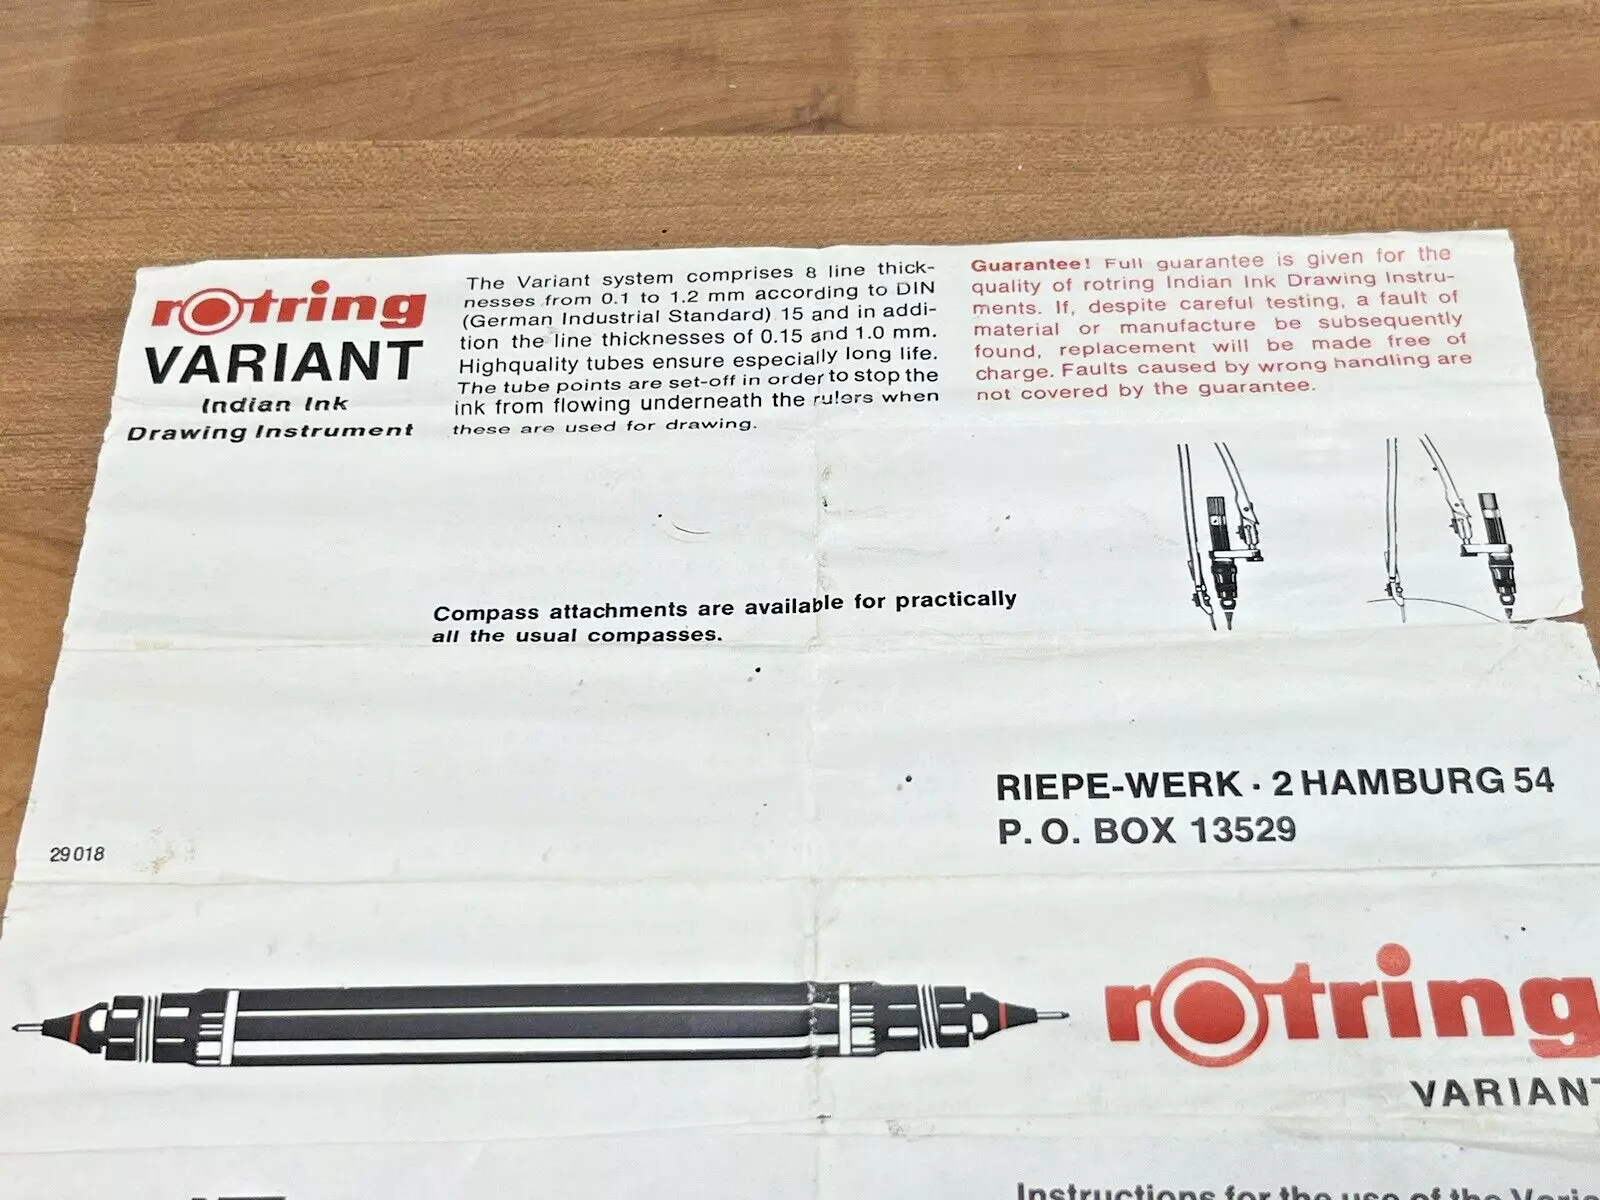 rotring
VARIANT
Indian Ink
Drawing Instrument
The Variant system comprises 8 line thick-
nesses from 0.1 to 1.2 mm according to DIN
(German Industrial Standard) 15 and in addi-
tion the line thicknesses of 0.15 and 1.0 mm.
Highquality tubes ensure especially long life.
The tube points are set-off in order to stop the
ink from flowing underneath the rulers when
these are used for drawing.
Guarantee! Full guarantee is given for the
quality of rotring Indian Ink Drawing Instru-
ments. If, despite careful testing, a fault of
material or manufacture be subsequently
found, replacement will be made free of
charge. Faults caused by wrong handling are
not covered by the guarantee.
Compass attachments are available for practically
all the usual compasses.
RIEPE-WERK · 2 HAMBURG 54
P. O. BOX 13529
29 018
rotring
VARIANT
Instructions for the use of the Varia